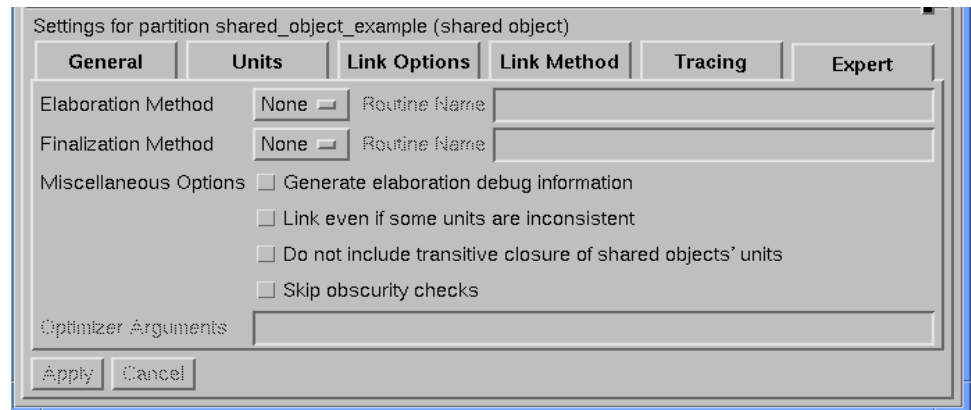 Settings for partition shared_object_example (shared object)
General Units Link Options Link Method Tracing Expert
Elaboration Method None Routine Name
Finalization Method None Routine Name
Miscellaneous Options Generate elaboration debug information
Link even if some units are inconsistent
Do not include transitive closure of shared objects' units
Skip obscurity checks
Optimizer Arguments
Apply Cancel